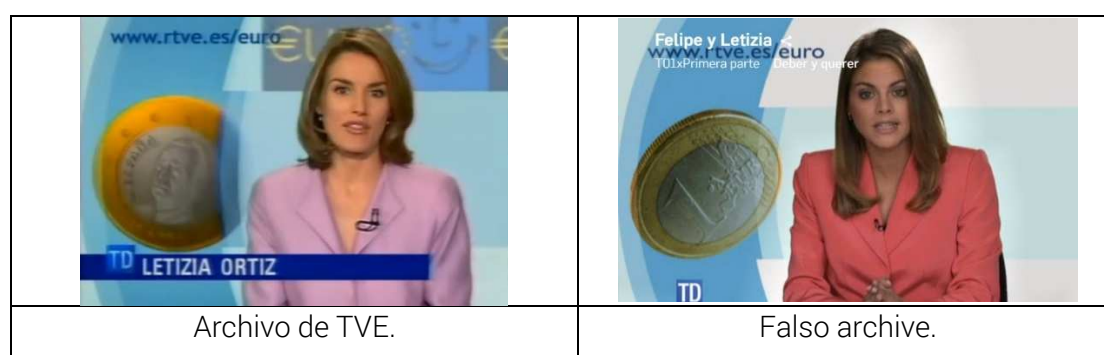 www.rtve.es/euro
EURO
TD LETIZIA ORTIZ
Archivo de TVE.
Felipe y Letizia <
www.rtve.es/euro
T01xPrimera parte Deber y querer
TD
Falso archive.